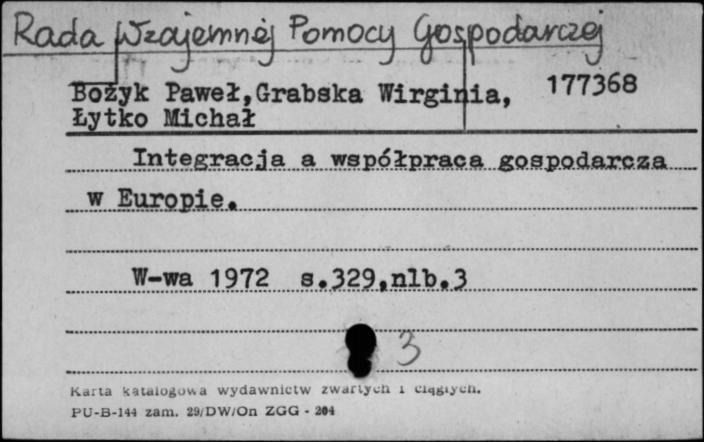 Rada Wzajemnej Pomocy Gospodarczej
177368
Bożyk Paweł,Grabska Wirginia,
Łytko Michał
Integracja a współpraca gospodarcza
w Europie.
W-wa 1972 s.329,nlb.3
3
Karta katalogowa wydawnictw zwartych i ciągłych.
PU-B-144 zam. 29/DW/On ZGG - 204